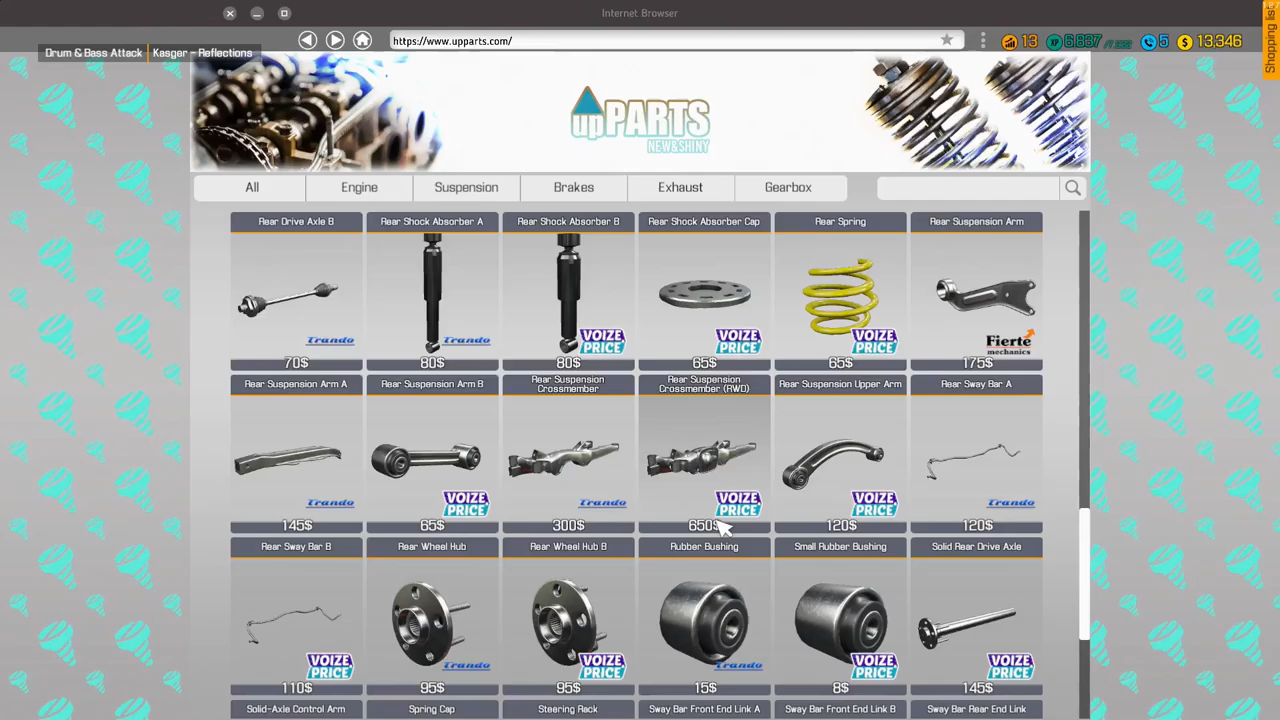 Internet Browser
Shopping list
Drum & Bass Attack | Kasger - Reflections
https://www.upparts.com/
13
XP 6.837
5
$ 13,346
upPARTS
NEW&SHINY
All
Engine
Suspension
Brakes
Exhaust
Gearbox
Rear Drive Axle B
Rear Shock Absorber A
Rear Shock Absorber B
Rear Shock Absorber Cap
Rear Spring
Rear Suspension Arm
Trando
Trando
VOIZE
PRICE
VOIZE
PRICE
VOIZE
PRICE
Fierte
mechanics
70$
80$
80$
65$
65$
175$
Rear Suspension Arm A
Rear Suspension Arm B
Rear Suspension
Crossmember
Rear Suspension
Crossmember (RWD)
Rear Suspension Upper Arm
Rear Sway Bar A
Trando
VOIZE
PRICE
Trando
VOIZE
PRICE
VOIZE
PRICE
Trando
145$
65$
300$
650$
120$
120$
Rear Sway Bar B
Rear Wheel Hub
Rear Wheel Hub B
Rubber Bushing
Small Rubber Bushing
Solid Rear Drive Axle
VOIZE
PRICE
Trando
VOIZE
PRICE
Trando
VOIZE
PRICE
VOIZE
PRICE
110$
95$
95$
15$
8$
145$
Solid-Axle Control Arm
Spring Cap
Steering Rack
Sway Bar Front End Link A
Sway Bar Front End Link B
Sway Bar Rear End Link